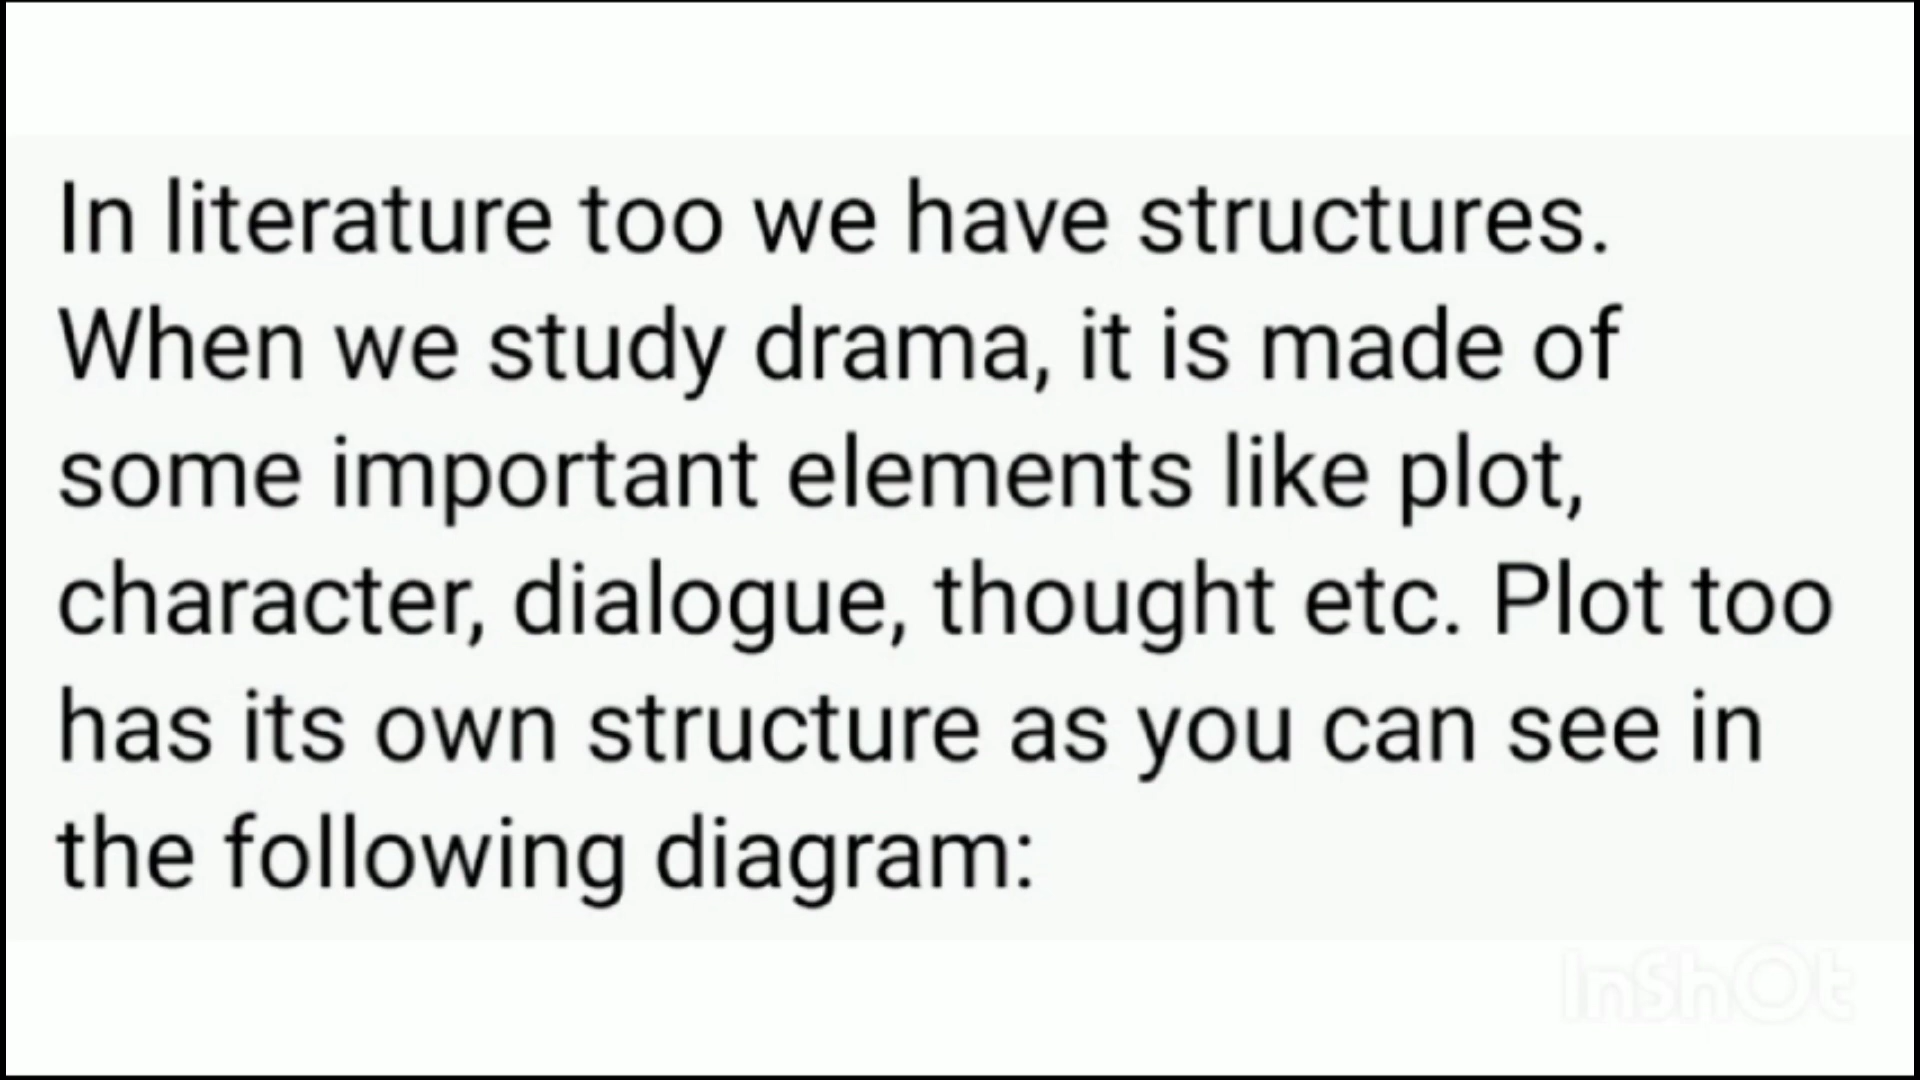 In literature too we have structures.
When we study drama, it is made of
some important elements like plot,
character, dialogue, thought etc. Plot too
has its own structure as you can see in
the following diagram:
InShOt